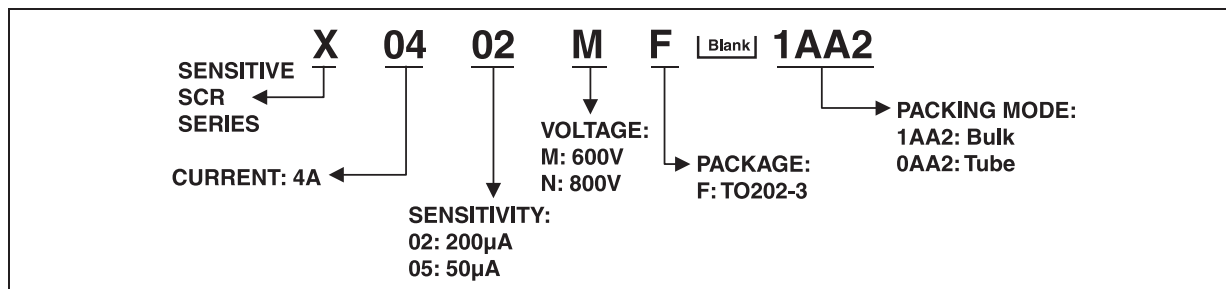 X 04 02 M F Blank 1AA2
SENSITIVE
SCR
SERIES
CURRENT: 4A
SENSITIVITY:
02: 200µA
05: 50µA
VOLTAGE:
M: 600V
N: 800V
PACKAGE:
F: TO202-3
PACKING MODE:
1AA2: Bulk
0AA2: Tube